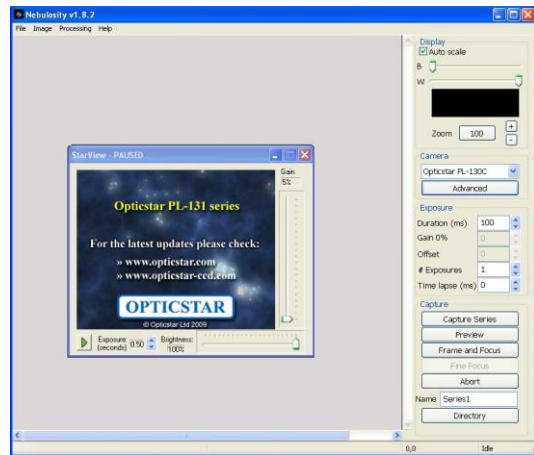 Nebulosity v1.8.2
File Image Processing Help
Display
Auto scale
B
W
Zoom 100 + -
Camera
Opticstar PL-130C
Advanced
Exposure
Duration (ms) 100
Gain 0% 0
Offset 0
# Exposures 1
Time lapse (ms) 0
Capture
Capture Series
Preview
Frame and Focus
Fine Focus
Abort
Name Series1
Directory
StarView - PAUSED
Gain
5%
Opticstar PL-131 series
For the latest updates please check:
» www.opticstar.com
» www.opticstar-ccd.com
OPTICSTAR
© Opticstar Ltd 2009
Exposure (seconds) 0.50 Brightness: 100%
0,0 Idle